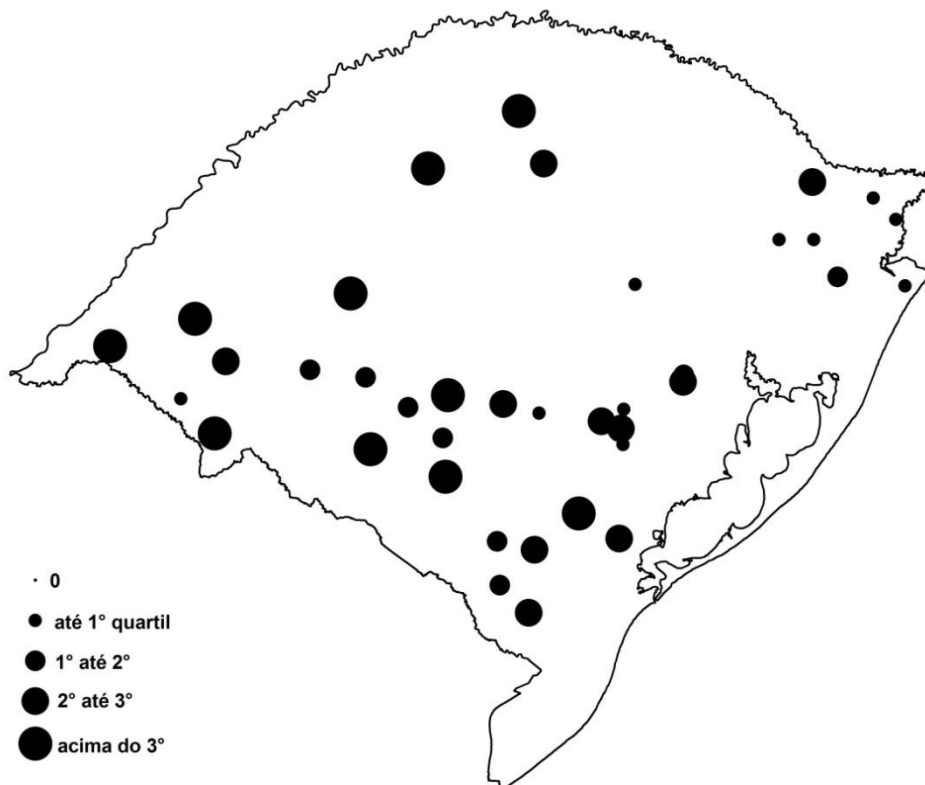 0
até 1° quartil
1° até 2°
2° até 3°
acima do 3°